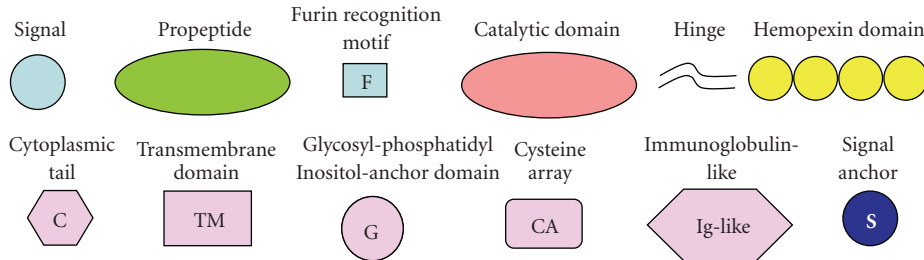 Signal
Propeptide
Furin recognition
motif
Catalytic domain
Hinge
Hemopexin domain
F
Cytoplasmic
tail
Transmembrane
domain
Glycosyl-phosphatidyl
Inositol-anchor domain
Cysteine
array
Immunoglobulin-
like
Signal
anchor
C
TM
G
CA
Ig-like
S